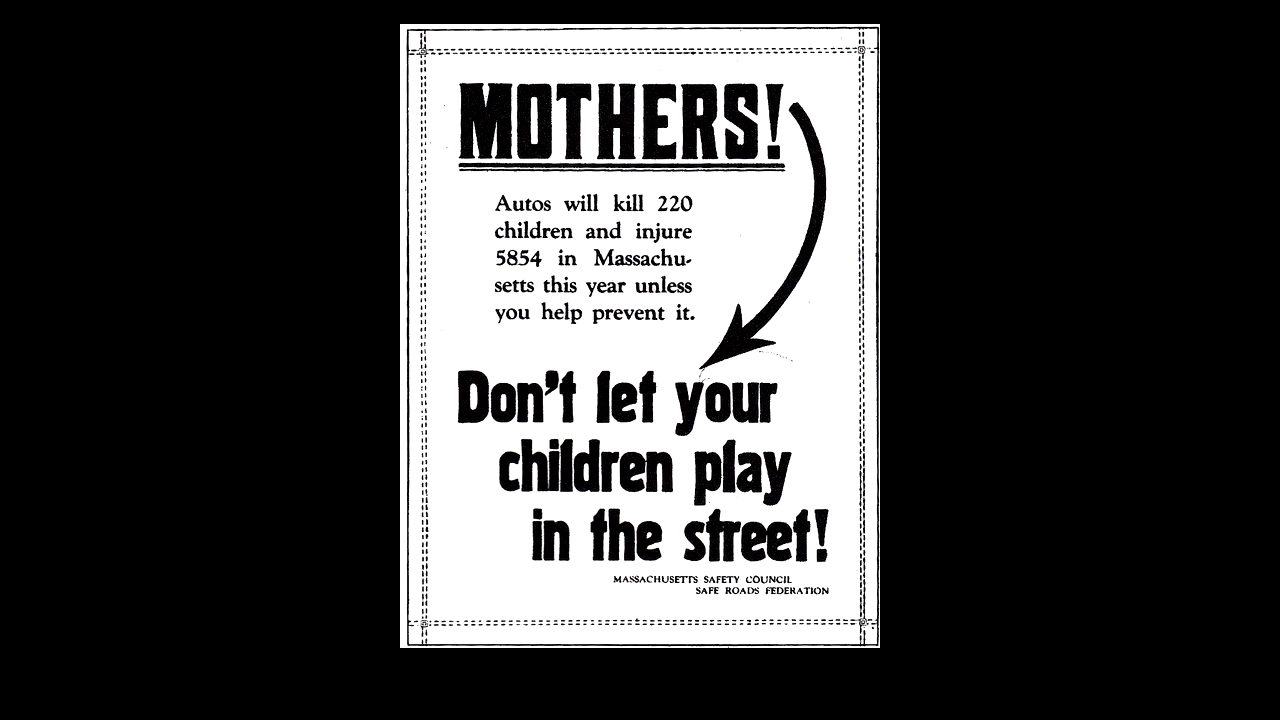 MOTHERS!
Autos will kill 220
children and injure
5854 in Massachu-
setts this year unless
you help prevent it.
Don't let your
children play
in the street!
MASSACHUSETTS SAFETY COUNCIL
SAFE ROADS FEDERATION